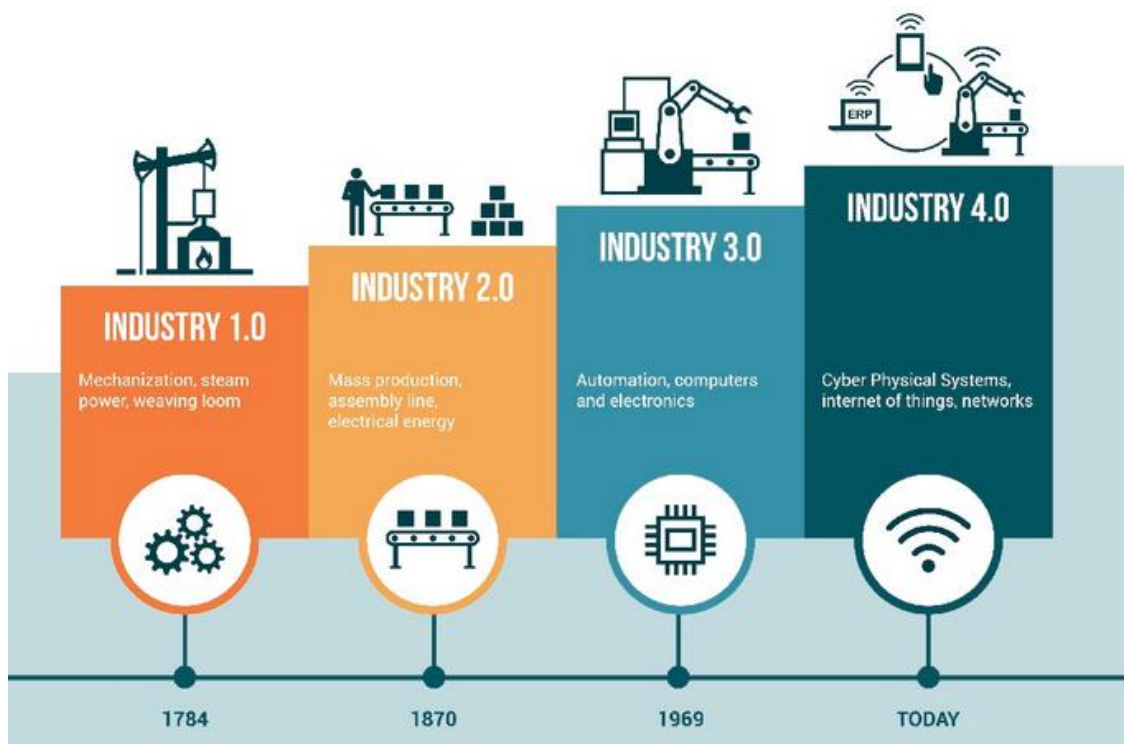 ERP
INDUSTRY 1.0
Mechanization, steam
power, weaving loom
INDUSTRY 2.0
Mass production,
assembly line,
electrical energy
INDUSTRY 3.0
Automation, computers
and electronics
INDUSTRY 4.0
Cyber Physical Systems,
internet of things, networks
1784
1870
1969
TODAY